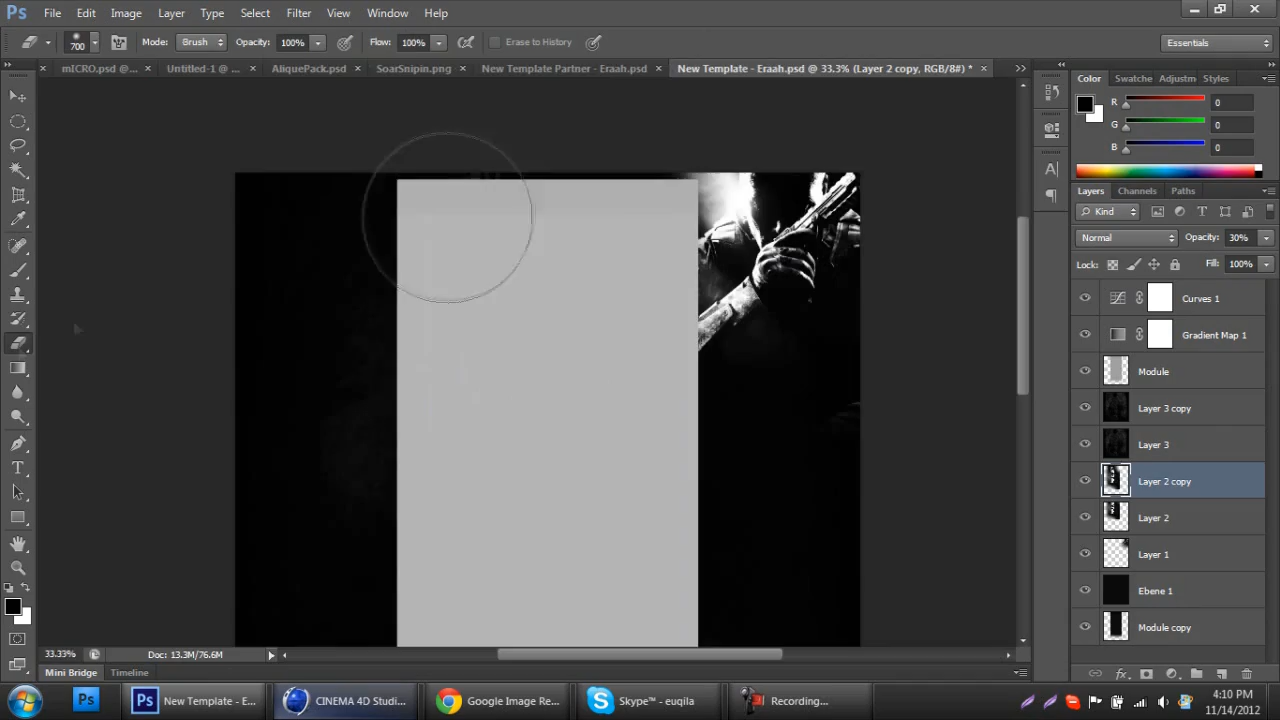 Ps File Edit Image Layer Type Select Filter View Window Help
700 Mode: Brush Opacity: 100% Flow: 100% Erase to History Essentials
mICRO.psd @... Untitled-1 @ ... AliquePack.psd SoarSnipin.png New Template Partner - Eraah.psd New Template - Eraah.psd @ 33.3% (Layer 2 copy, RGB/8#) *
Color Swatche Adjustm Styles
R 0
G 0
B 0
Layers Channels Paths
Kind
Normal Opacity: 30%
Lock: Fill: 100%
Curves 1
Gradient Map 1
Module
Layer 3 copy
Layer 3
Layer 2 copy
Layer 2
Layer 1
Ebene 1
Module copy
33.33% Doc: 13.3M/76.6M
Mini Bridge Timeline
Ps Ps New Template - E... CINEMA 4D Studi... Google Image Re... Skype™ - euqila Recording...
4:10 PM
11/14/2012